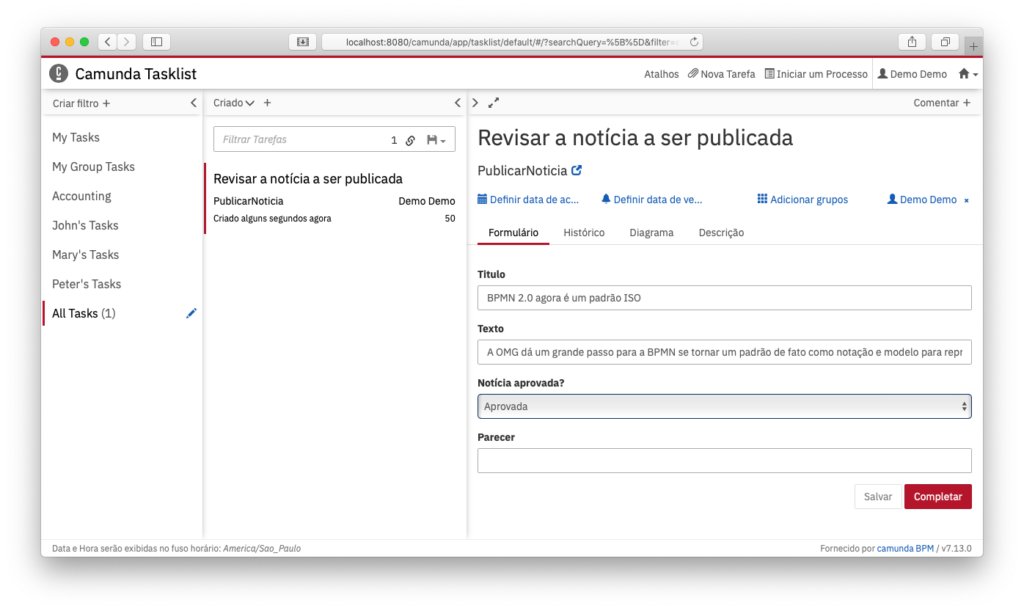 localhost:8080/camunda/app/tasklist/default/#/?searchQuery=%5B%5D&filter=
Camunda Tasklist
Atalhos Nova Tarefa Iniciar um Processo Demo Demo
Criar filtro +
Criado +
Comentar +
My Tasks
My Group Tasks
Accounting
John's Tasks
Mary's Tasks
Peter's Tasks
All Tasks (1)
Filtrar Tarefas 1
Revisar a notícia a ser publicada
PublicarNoticia Demo Demo
Criado alguns segundos agora 50
Revisar a notícia a ser publicada
PublicarNoticia
Definir data de ac... Definir data de ve... Adicionar grupos Demo Demo ×
Formulário Histórico Diagrama Descrição
Titulo
BPMN 2.0 agora é um padrão ISO
Texto
A OMG dá um grande passo para a BPMN se tornar um padrão de fato como notação e modelo para repr
Notícia aprovada?
Aprovada
Parecer
Salvar Completar
Data e Hora serão exibidas no fuso horário: America/Sao_Paulo
Fornecido por camunda BPM / v7.13.0